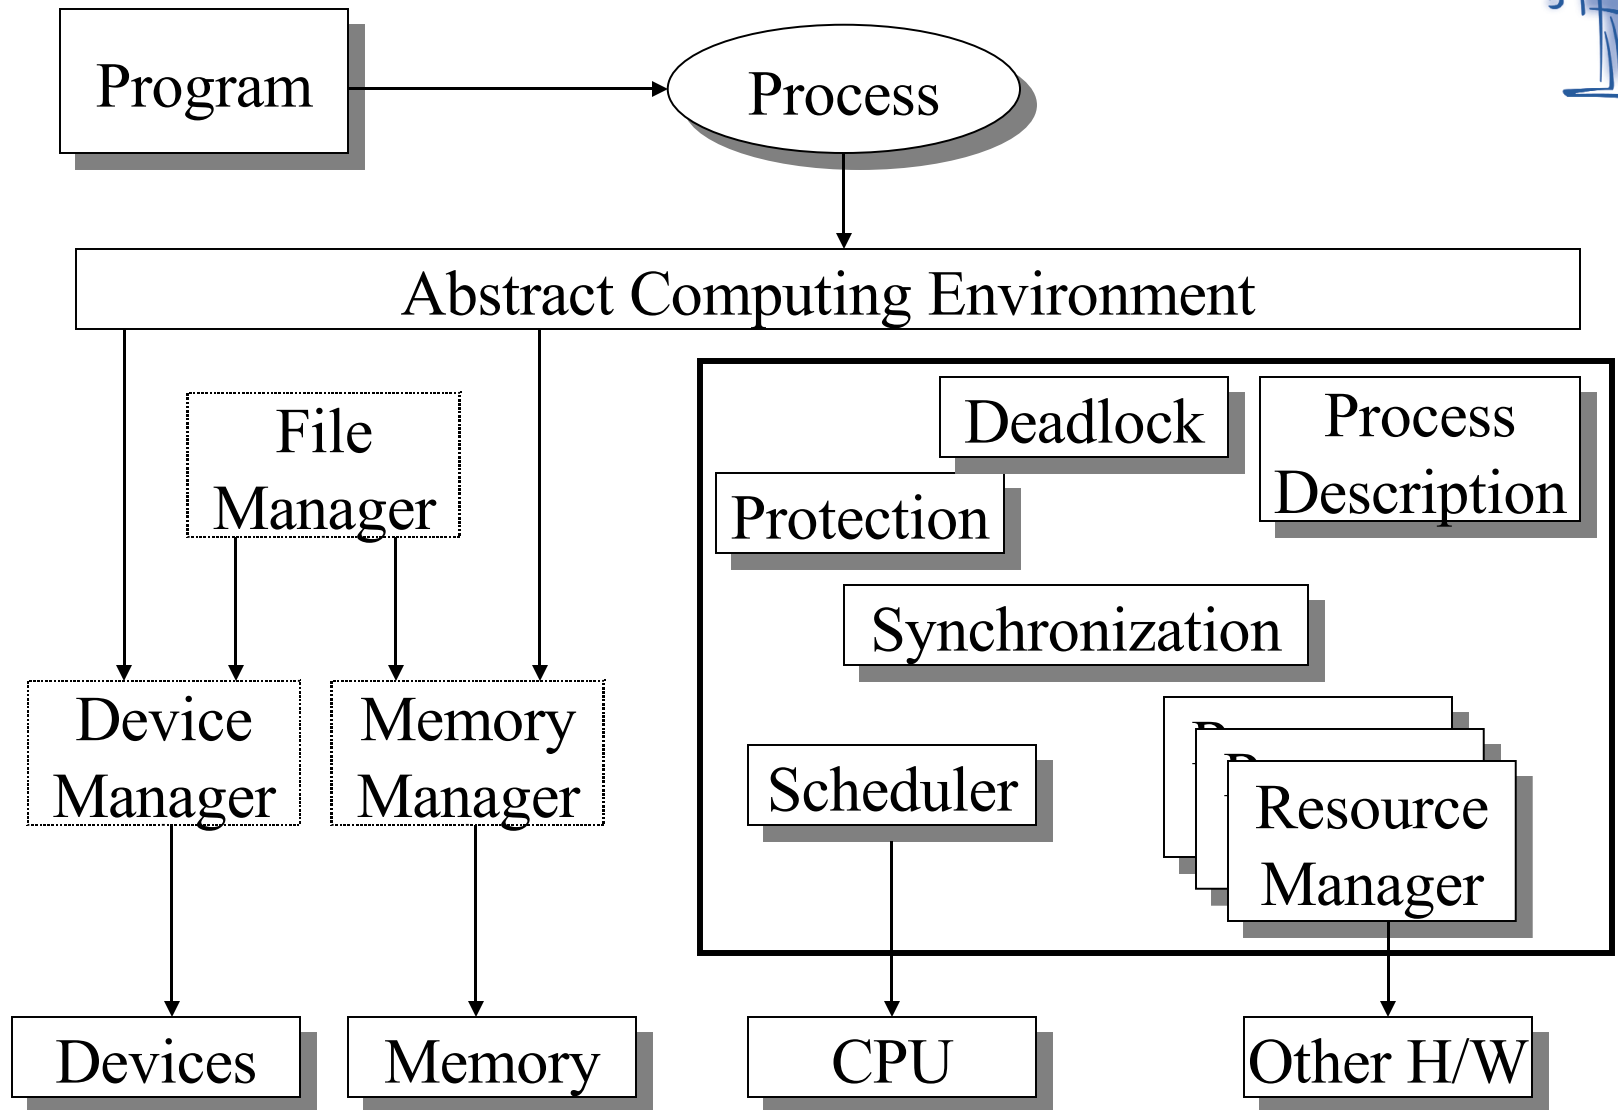 Program
Process
Abstract Computing Environment
File
Manager
Deadlock
Process
Description
Protection
Synchronization
Device
Manager
Memory
Manager
Scheduler
Resource
Manager
Devices
Memory
CPU
Other H/W